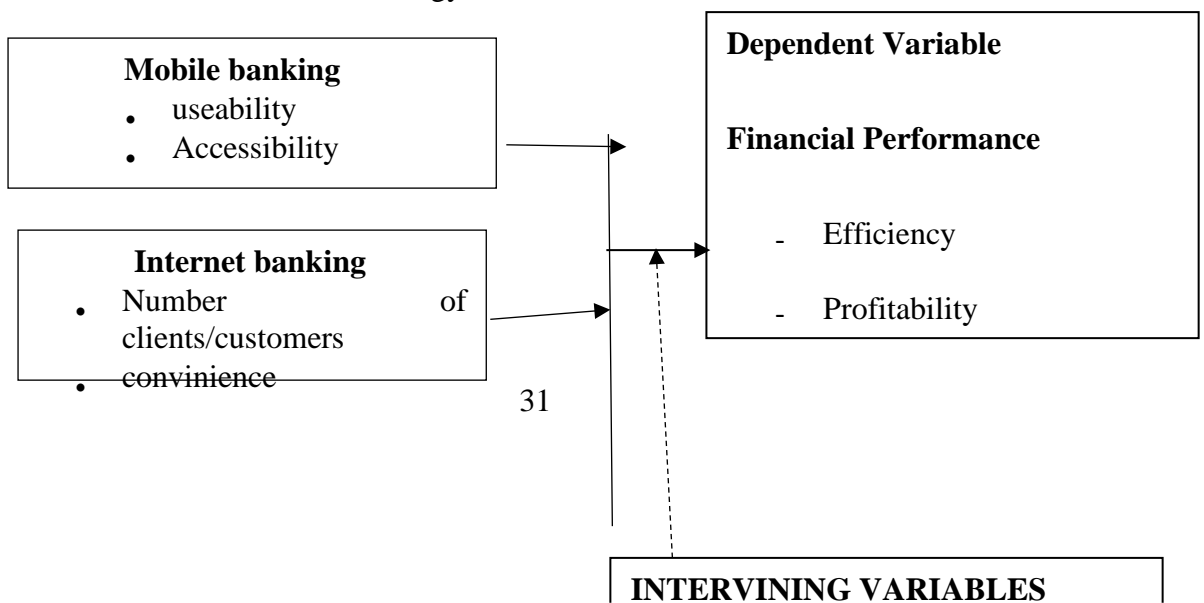 gy
Mobile banking
• useability
• Accessibility
Internet banking
• Number of
clients/customers
• convinience
Dependent Variable
Financial Performance
- Efficiency
- Profitability
31
INTERVINING VARIABLES